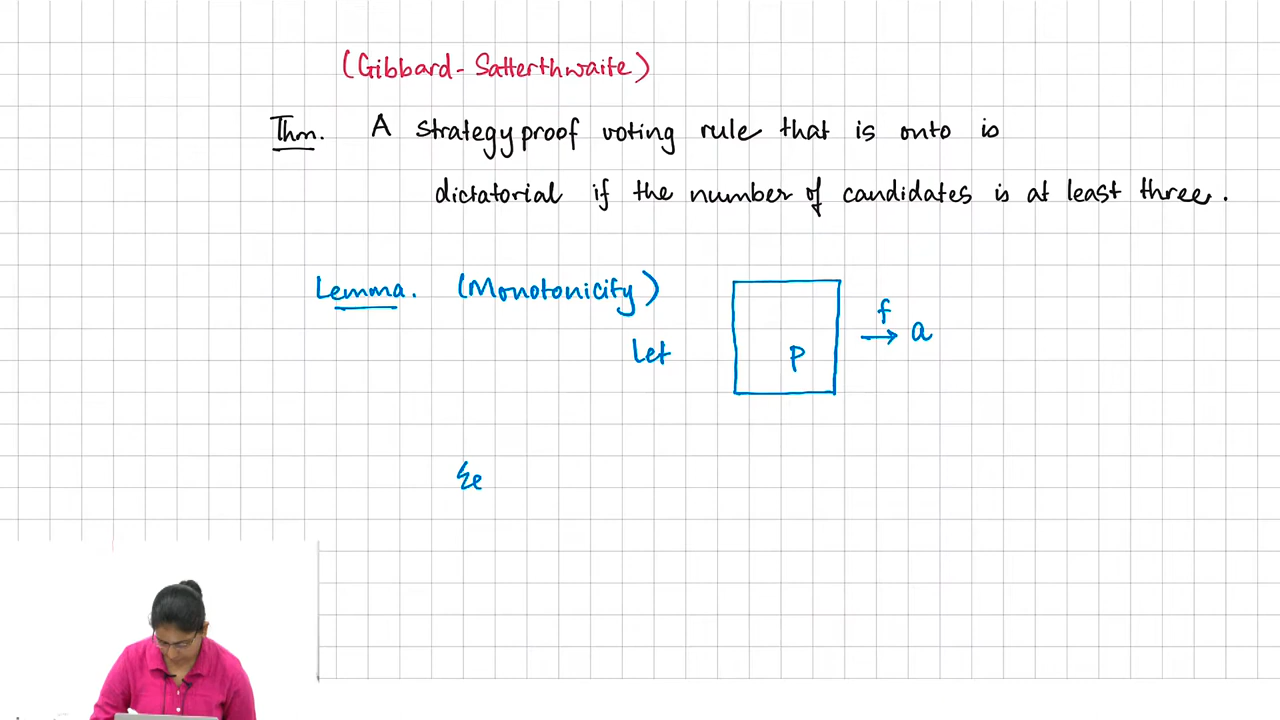 (Gibbard-Satterthwaite)
Thm. A strategyproof voting rule that is onto is
dictatorial if the number of candidates is at least three.
Lemma. (Monotonicity)
f
Let P → a